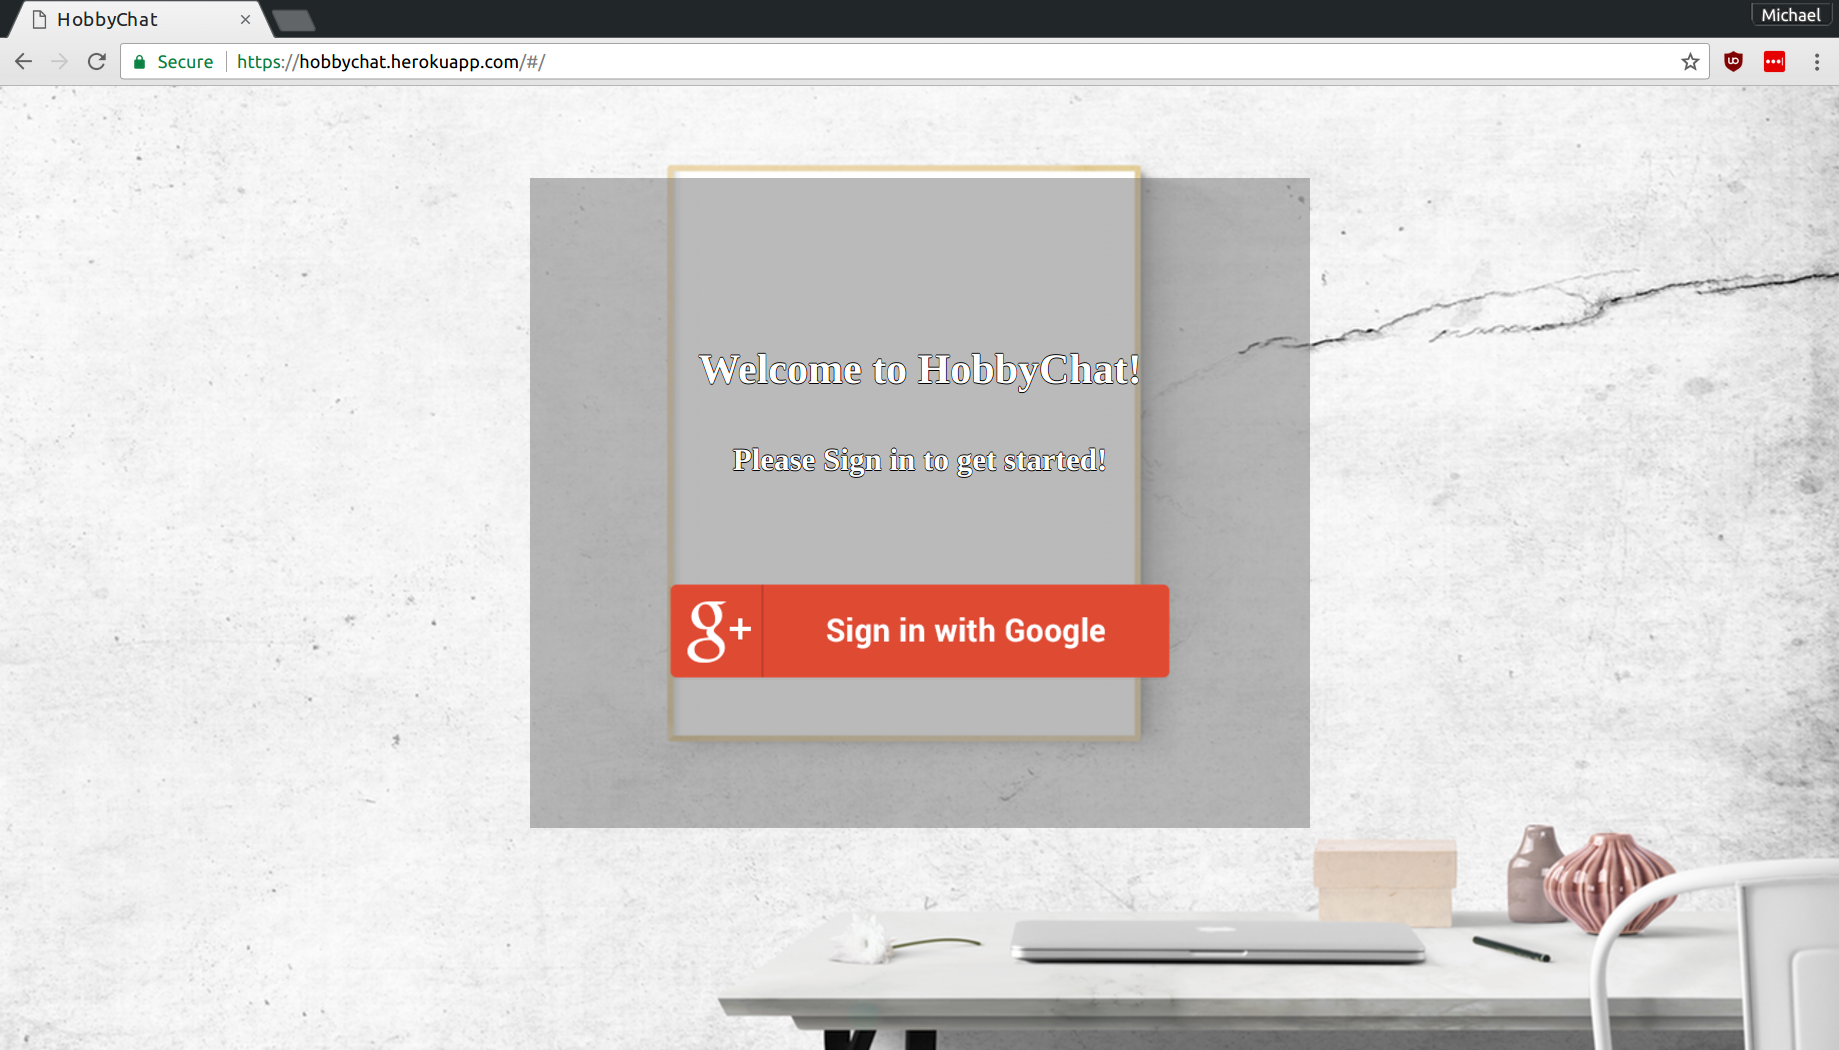 HobbyChat
Michael
Secure
https://hobbychat.herokuapp.com/#/
Welcome to HobbyChat!
Please Sign in to get started!
g+ Sign in with Google